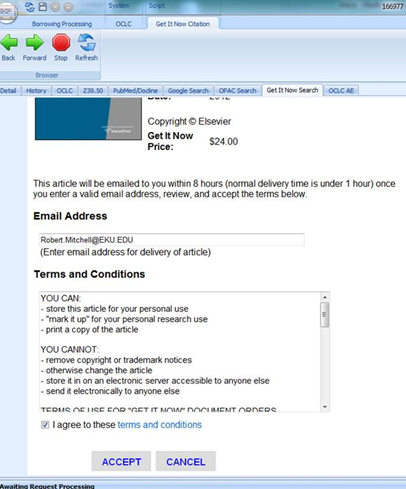 System Script 166977
Borrowing Processing OCLC Get It Now Citation
Back Forward Stop Refresh
Browser
Detail History OCLC Z39.50 PubMed/Docline Google Search OPAC Search Get It Now Search OCLC AE
Copyright © Elsevier
Get It Now
Price: $24.00
This article will be emailed to you within 8 hours (normal delivery time is under 1 hour) once
you enter a valid email address, review, and accept the terms below.
Email Address
Robert.Mitchell@EKU.EDU
(Enter email address for delivery of article)
Terms and Conditions
YOU CAN:
- store this article for your personal use
- "mark it up" for your personal research use
- print a copy of the article
YOU CANNOT:
- remove copyright or trademark notices
- otherwise change the article
- store it in on an electronic server accessible to anyone else
- send it electronically to anyone else
TERMS OF USE FOR "GET IT NOW" DOCUMENT ORDERS
I agree to these terms and conditions
ACCEPT CANCEL
Awaiting Request Processing